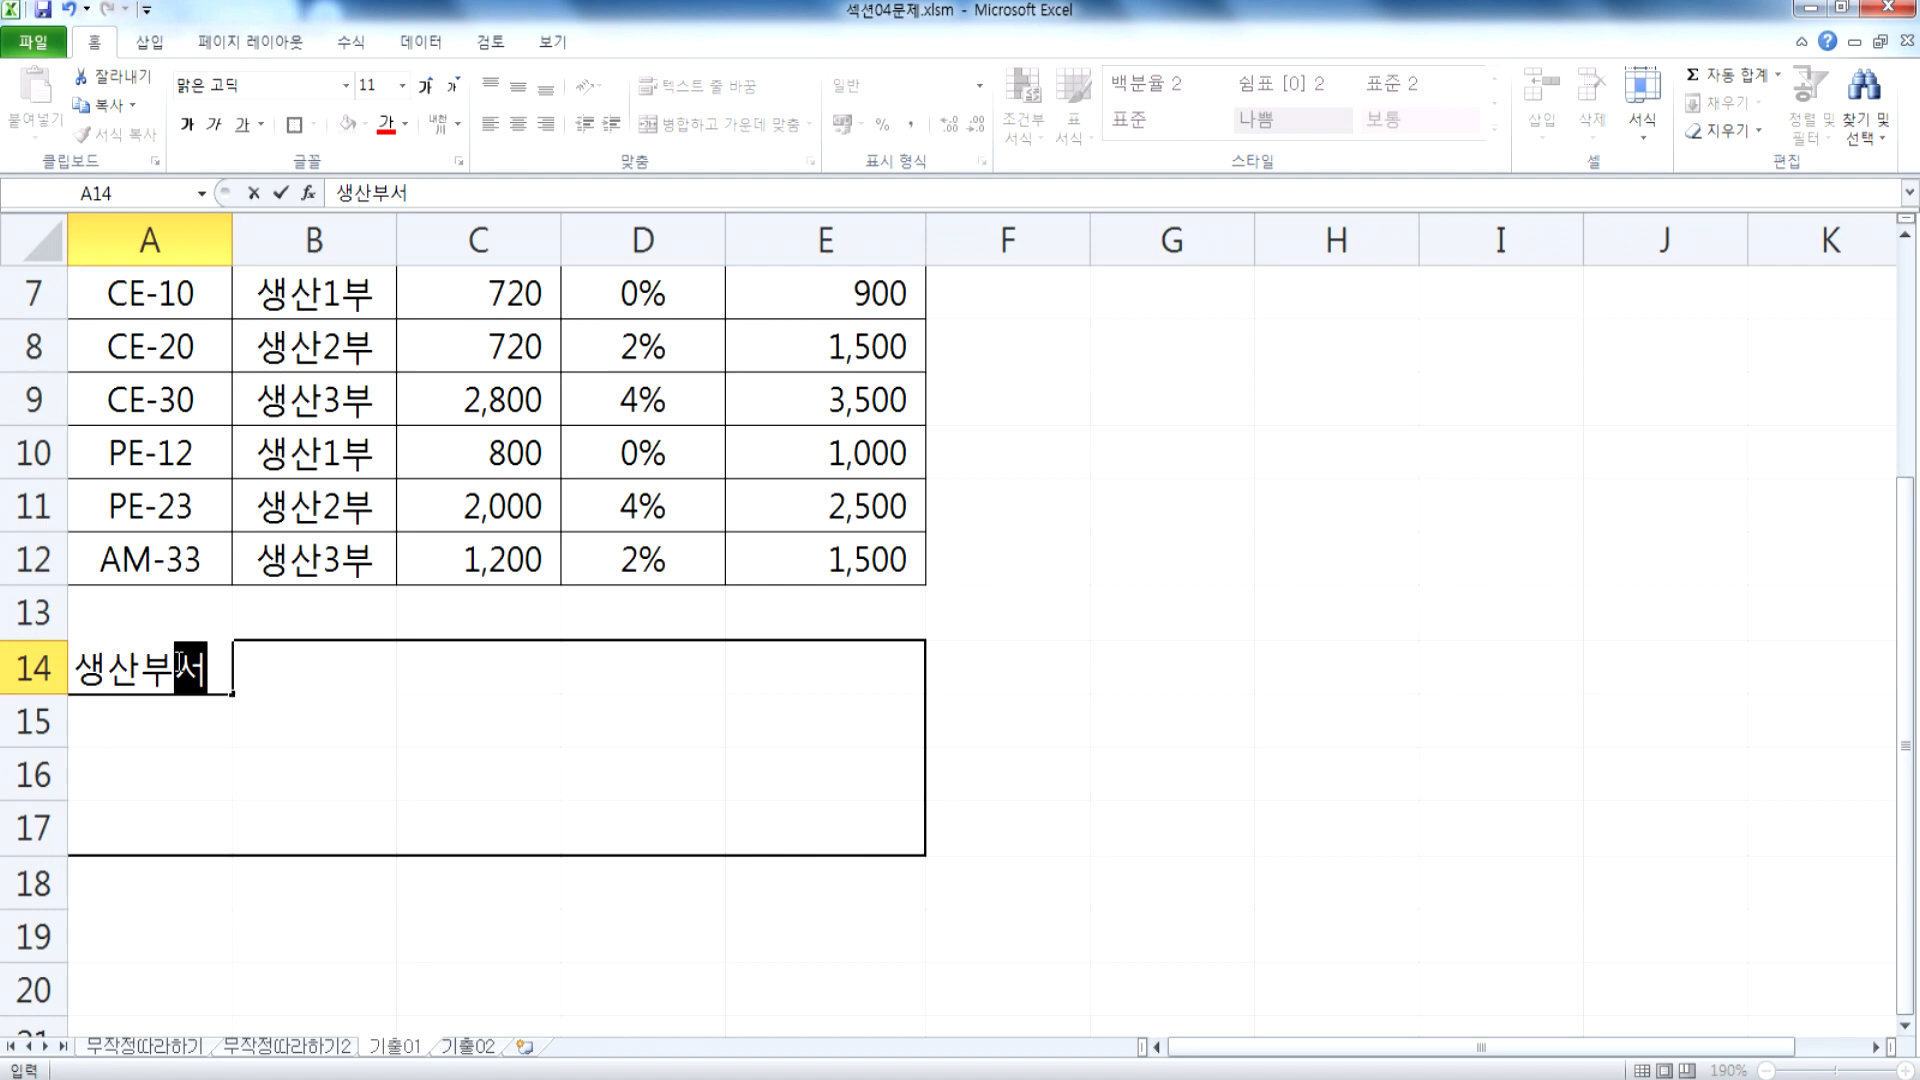 섹션04문제.xlsm - Microsoft Excel
파일 홈 삽입 페이지 레이아웃 수식 데이터 검토 보기
붙여넣기
잘라내기
복사
서식 복사
클립보드
맑은 고딕 11
가 가 가 가
내천
글꼴
텍스트 줄 바꿈
병합하고 가운데 맞춤
맞춤
일반
%
표시 형식
조건부 서식
표 서식
백분율 2 쉼표 [0] 2 표준 2
표준 나쁨 보통
스타일
삽입 삭제 서식
셀
Σ 자동 합계
채우기
지우기
정렬 및 필터
찾기 및 선택
편집
A14 fx 생산부서
A B C D E F G H I J K
7 CE-10 생산1부 720 0% 900
8 CE-20 생산2부 720 2% 1,500
9 CE-30 생산3부 2,800 4% 3,500
10 PE-12 생산1부 800 0% 1,000
11 PE-23 생산2부 2,000 4% 2,500
12 AM-33 생산3부 1,200 2% 1,500
13
14 생산부서
15
16
17
18
19
20
21
무작정따라하기 무작정따라하기2 기출01 기출02
입력 190%